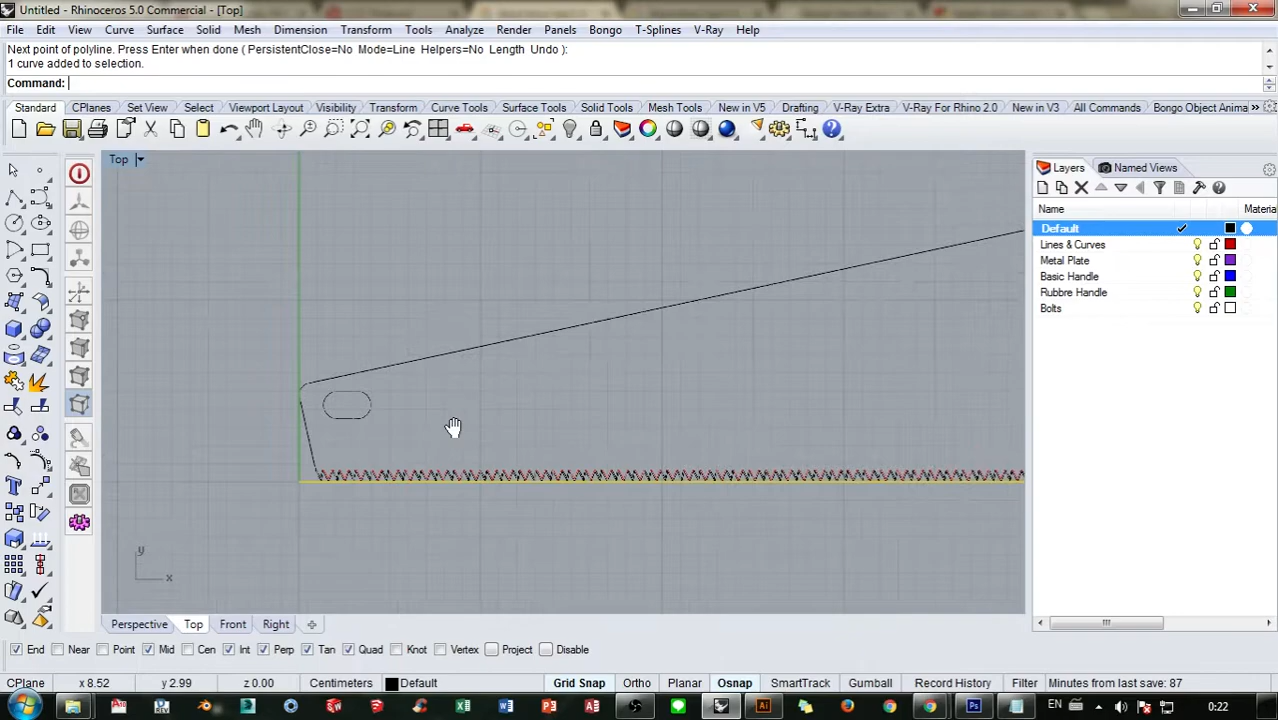 Untitled - Rhinoceros 5.0 Commercial - [Top]
File Edit View Curve Surface Solid Mesh Dimension Transform Tools Analyze Render Panels Bongo T-Splines V-Ray Help
Next point of polyline. Press Enter when done ( PersistentClose=No Mode=Line Helpers=No Length Undo ):
1 curve added to selection.
Command:
Standard CPlanes Set View Select Viewport Layout Visibility Transform Curve Tools Surface Tools Solid Tools Mesh Tools New in V5 Drafting V-Ray Extra V-Ray For Rhino 2.0 New in V3 All Commands Bongo Object Anima »
Top
Layers Named Views
Name Materia
Default
Lines & Curves
Metal Plate
Basic Handle
Rubbre Handle
Bolts
y
x
Perspective Top Front Right
End Near Point Mid Cen Int Perp Tan Quad Knot Vertex Project Disable
CPlane x 8.52 y 2.99 z 0.00 Centimeters Default Grid Snap Ortho Planar Osnap SmartTrack Gumball Record History Filter Minutes from last save: 87
EN 0:22